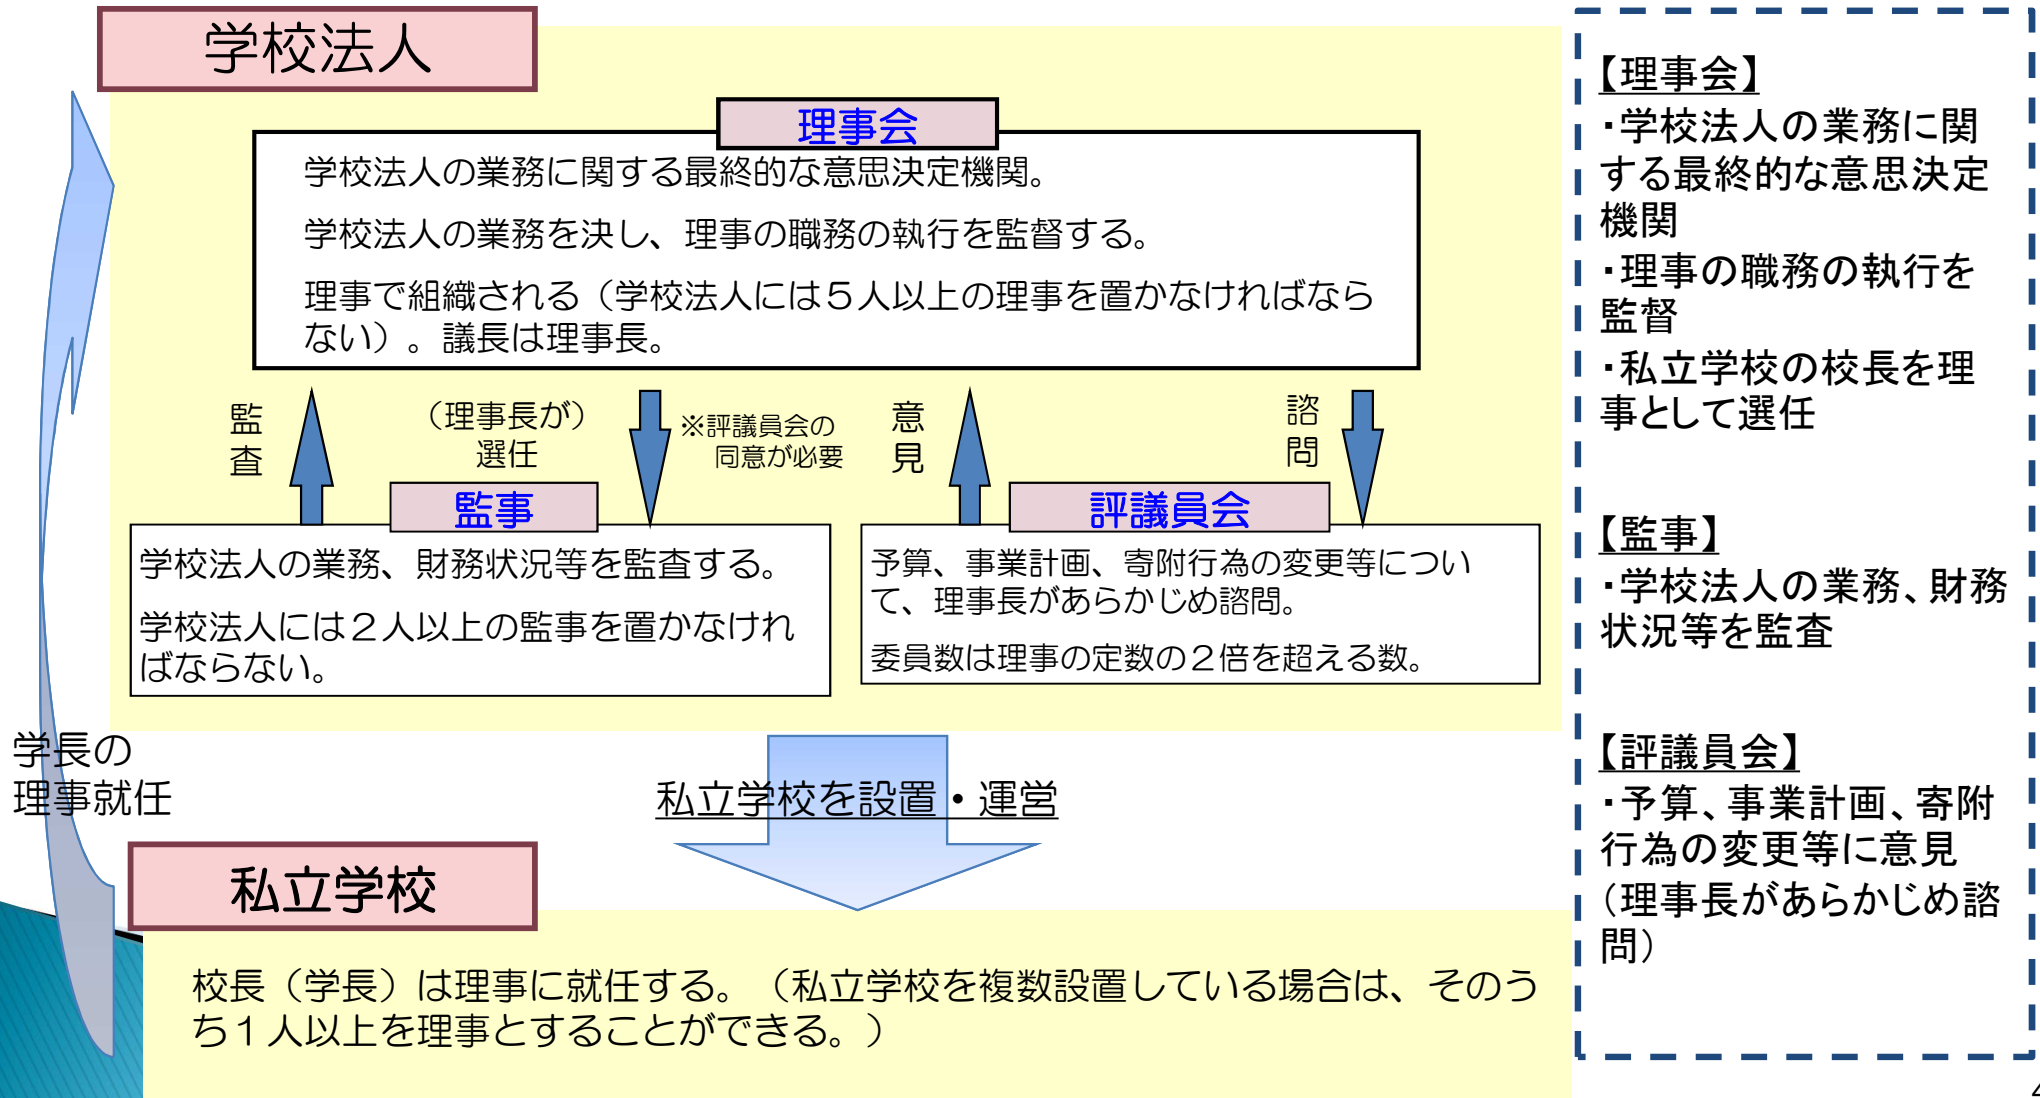 学校法人
理事会
学校法人の業務に関する最終的な意思決定機関。
学校法人の業務を決し、理事の職務の執行を監督する。
理事で組織される（学校法人には５人以上の理事を置かなければなら
ない）。議長は理事長。
監
査
（理事長が）
選任
※評議員会の
同意が必要
意
見
諮
問
監事
学校法人の業務、財務状況等を監査する。
学校法人には２人以上の監事を置かなけれ
ばならない。
評議員会
予算、事業計画、寄附行為の変更等につい
て、理事長があらかじめ諮問。
委員数は理事の定数の２倍を超える数。
学長の
理事就任
私立学校を設置・運営
私立学校
校長（学長）は理事に就任する。（私立学校を複数設置している場合は、そのう
ち１人以上を理事とすることができる。）
【理事会】
・学校法人の業務に関
する最終的な意思決定
機関
・理事の職務の執行を
監督
・私立学校の校長を理
事として選任
【監事】
・学校法人の業務、財務
状況等を監査
【評議員会】
・予算、事業計画、寄附
行為の変更等に意見
（理事長があらかじめ諮
問）